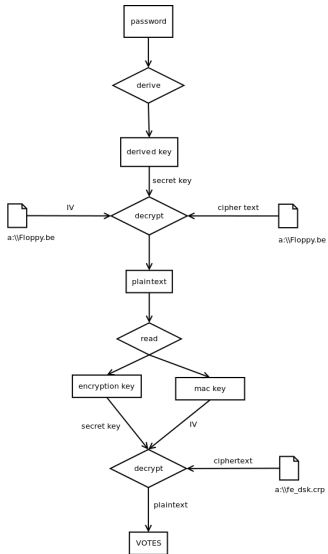 password
derive
derived key
secret key
IV
cipher text
decrypt
a:\\Floppy.be
a:\\Floppy.be
plaintext
read
encryption key
mac key
secret key
IV
ciphertext
decrypt
a:\\fe_dsk.crp
plaintext
VOTES